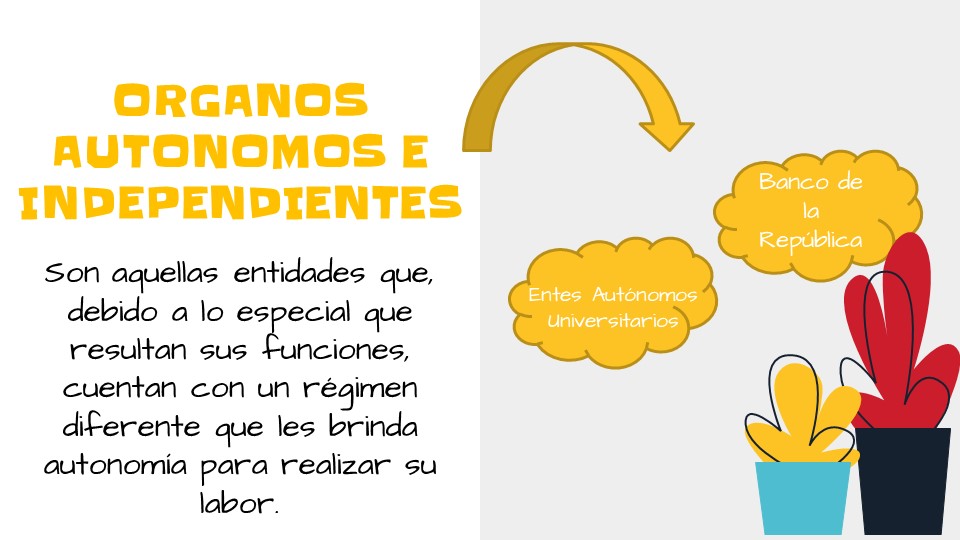 ORGANOS
AUTONOMOS E
INDEPENDIENTES
Son aquellas entidades que,
debido a lo especial que
resultan sus funciones,
cuentan con un régimen
diferente que les brinda
autonomía para realizar su
labor.
Banco de
la
República
Entes Autónomos
Universitarios